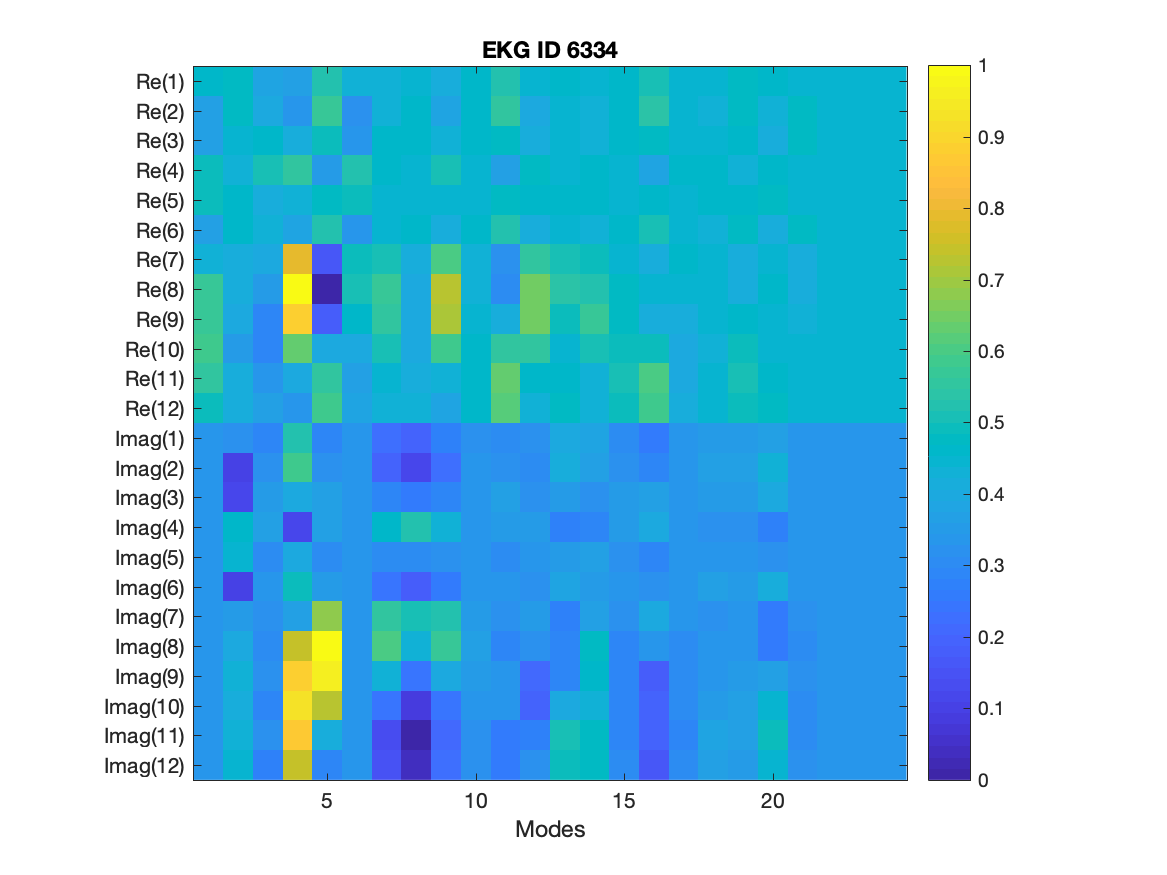 EKG ID 6334
Re(1)
Re(2)
Re(3)
Re(4)
Re(5)
Re(6)
Re(7)
Re(8)
Re(9)
Re(10)
Re(11)
Re(12)
Imag(1)
Imag(2)
Imag(3)
Imag(4)
Imag(5)
Imag(6)
Imag(7)
Imag(8)
Imag(9)
Imag(10)
Imag(11)
Imag(12)
5 10 15 20
Modes
1
0.9
0.8
0.7
0.6
0.5
0.4
0.3
0.2
0.1
0